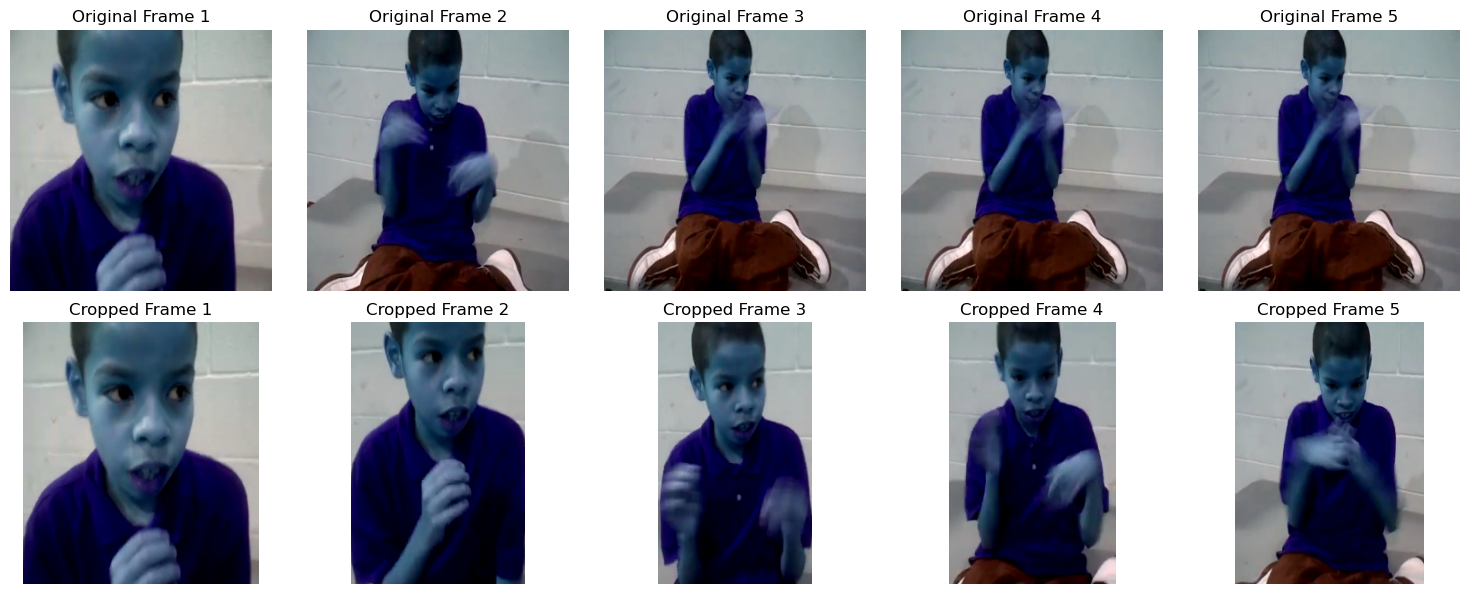 Original Frame 1
Original Frame 2
Original Frame 3
Original Frame 4
Original Frame 5
Cropped Frame 1
Cropped Frame 2
Cropped Frame 3
Cropped Frame 4
Cropped Frame 5